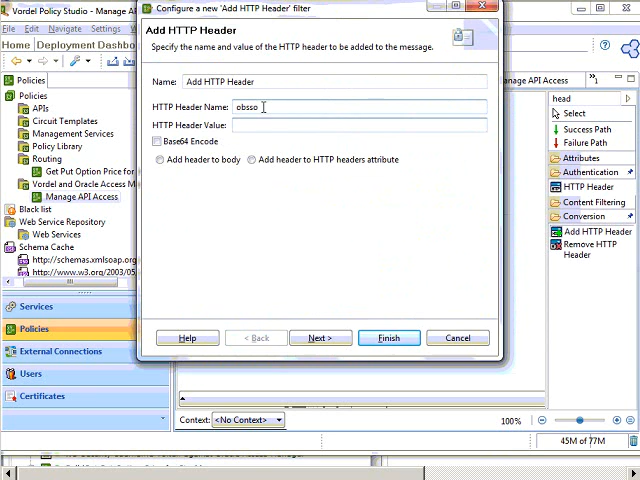 Vordel Policy Studio - Manage AP
Configure a new 'Add HTTP Header' filter
File Edit Navigate Settings
Home Deployment Dashbo
Add HTTP Header
Specify the name and value of the HTTP header to be added to the message.
Policies
Manage API Access
Name: Add HTTP Header
HTTP Header Name: obsso
HTTP Header Value:
Base64 Encode
Add header to body
Add header to HTTP headers attribute
Policies
APIs
Circuit Templates
Management Services
Policy Library
Routing
Get Put Option Price for
Vordel and Oracle Access M
Manage API Access
Black list
Web Service Repository
Web Services
Schema Cache
http://schemas.xmlsoap.org
http://www.w3.org/2003/05
head
Select
Success Path
Failure Path
Attributes
Authentication
HTTP Header
Content Filtering
Conversion
Add HTTP Header
Remove HTTP
Header
Services
Policies
External Connections
Users
Certificates
Help
< Back
Next >
Finish
Cancel
Context: <No Context>
100%
45M of 77M